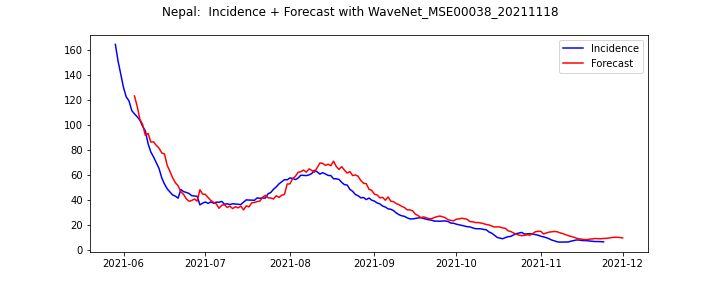 Nepal:  Incidence + Forecast with WaveNet_MSE00038_20211118
Incidence
Forecast
160
140
120
100
80
60
40
20
0
2021-06 2021-07 2021-08 2021-09 2021-10 2021-11 2021-12